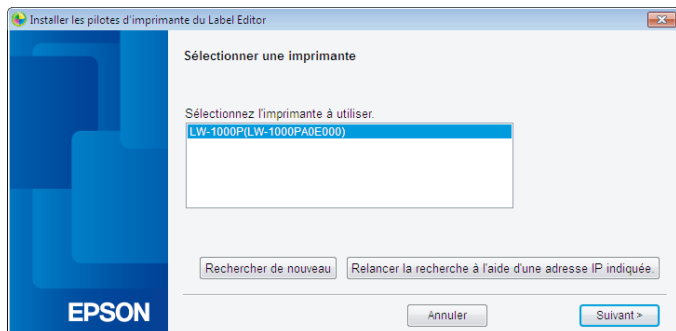 Installer les pilotes d'imprimante du Label Editor
Sélectionner une imprimante
Sélectionnez l'imprimante à utiliser.
LW-1000P(LW-1000PA0E000)
Rechercher de nouveau
Relancer la recherche à l'aide d'une adresse IP indiquée.
EPSON
Annuler
Suivant >